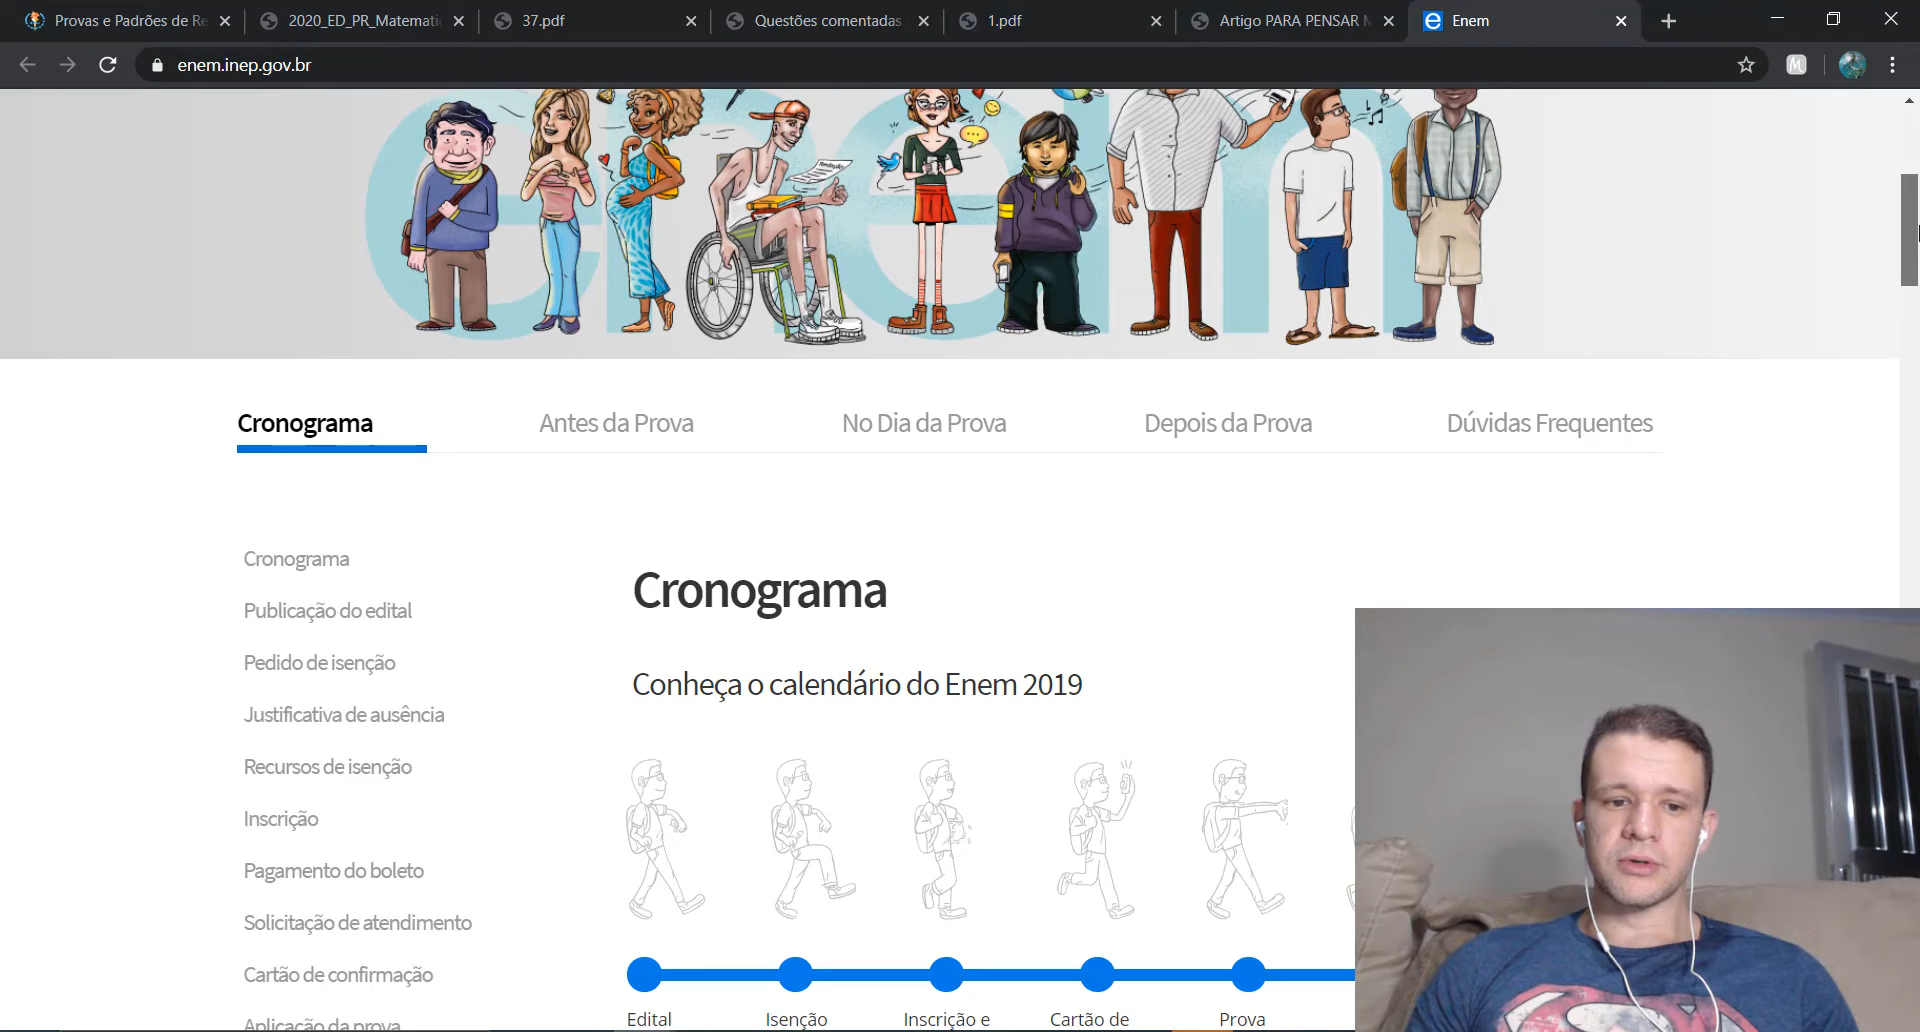 Provas e Padrões de Re
2020_ED_PR_Matemati
37.pdf
Questões comentadas
1.pdf
Artigo PARA PENSAR M
Enem
enem.inep.gov.br
enem
Redação
Cronograma
Antes da Prova
No Dia da Prova
Depois da Prova
Dúvidas Frequentes
Cronograma
Publicação do edital
Pedido de isenção
Justificativa de ausência
Recursos de isenção
Inscrição
Pagamento do boleto
Solicitação de atendimento
Cartão de confirmação
Aplicação da prova
Cronograma
Conheça o calendário do Enem 2019
Edital
Isenção
Inscrição e
Cartão de
Prova